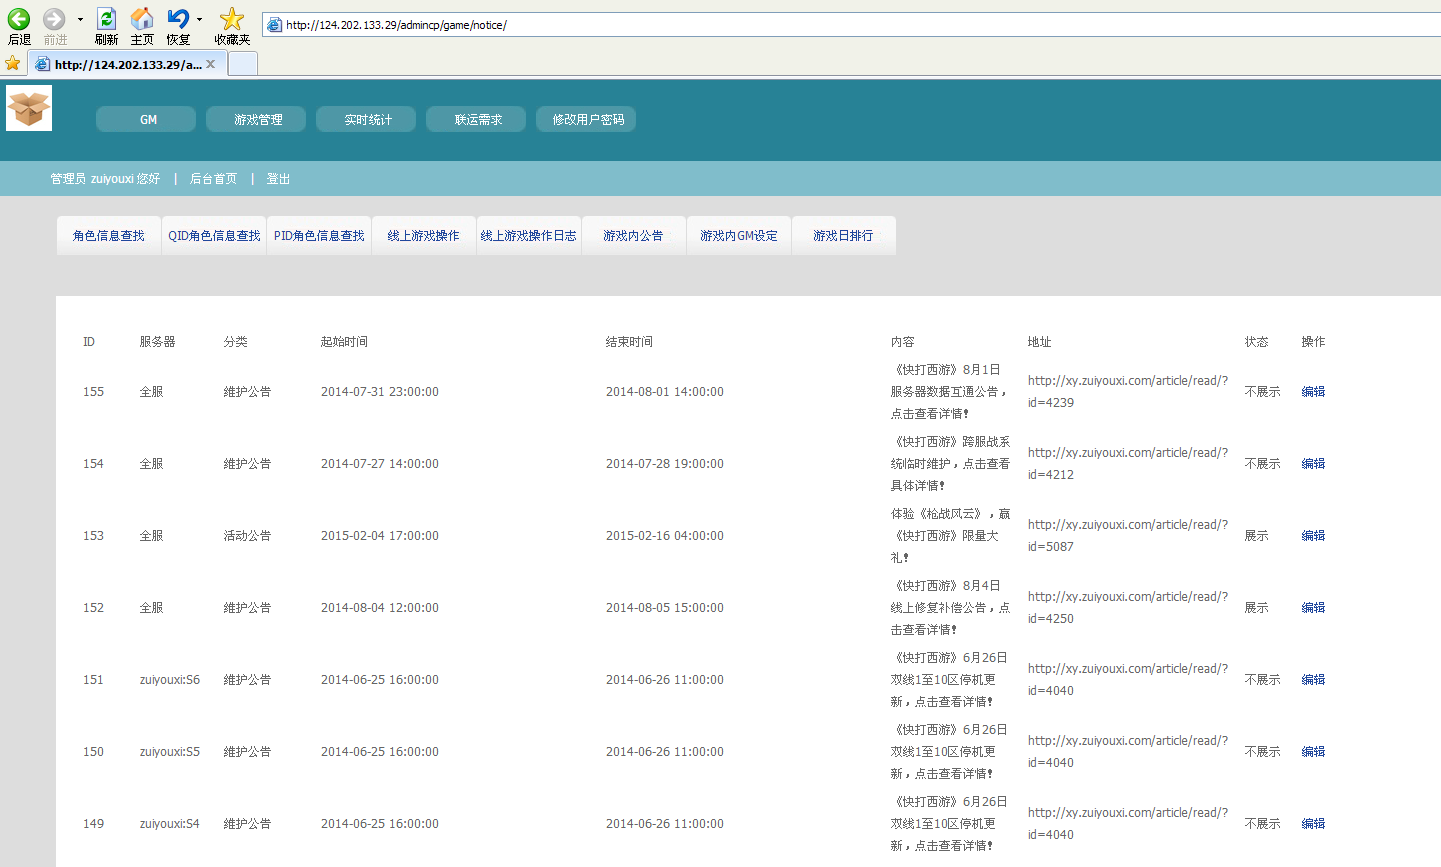 后退 前进 刷新 主页 恢复 收藏夹
http://124.202.133.29/admincp/game/notice/
http://124.202.133.29/a...
GM 游戏管理 实时统计 联运需求 修改用户密码
管理员 zuiyouxi 您好 | 后台首页 | 登出
角色信息查找 QID角色信息查找 PID角色信息查找 线上游戏操作 线上游戏操作日志 游戏内公告 游戏内GM设定 游戏日排行
ID 服务器 分类 起始时间 结束时间 内容 地址 状态 操作
155 全服 维护公告 2014-07-31 23:00:00 2014-08-01 14:00:00
《快打西游》8月1日
服务器数据互通公告，
点击查看详情！
http://xy.zuiyouxi.com/article/read/?
id=4239
不展示 编辑
154 全服 维护公告 2014-07-27 14:00:00 2014-07-28 19:00:00
《快打西游》跨服战系
统临时维护，点击查看
具体详情！
http://xy.zuiyouxi.com/article/read/?
id=4212
不展示 编辑
153 全服 活动公告 2015-02-04 17:00:00 2015-02-16 04:00:00
体验《枪战风云》，赢
《快打西游》限量大
礼！
http://xy.zuiyouxi.com/article/read/?
id=5087
展示 编辑
152 全服 维护公告 2014-08-04 12:00:00 2014-08-05 15:00:00
《快打西游》8月4日
线上修复补偿公告，点
击查看详情！
http://xy.zuiyouxi.com/article/read/?
id=4250
展示 编辑
151 zuiyouxi:S6 维护公告 2014-06-25 16:00:00 2014-06-26 11:00:00
《快打西游》6月26日
双线1至10区停机更
新，点击查看详情！
http://xy.zuiyouxi.com/article/read/?
id=4040
不展示 编辑
150 zuiyouxi:S5 维护公告 2014-06-25 16:00:00 2014-06-26 11:00:00
《快打西游》6月26日
双线1至10区停机更
新，点击查看详情！
http://xy.zuiyouxi.com/article/read/?
id=4040
不展示 编辑
149 zuiyouxi:S4 维护公告 2014-06-25 16:00:00 2014-06-26 11:00:00
《快打西游》6月26日
双线1至10区停机更
新，点击查看详情！
http://xy.zuiyouxi.com/article/read/?
id=4040
不展示 编辑